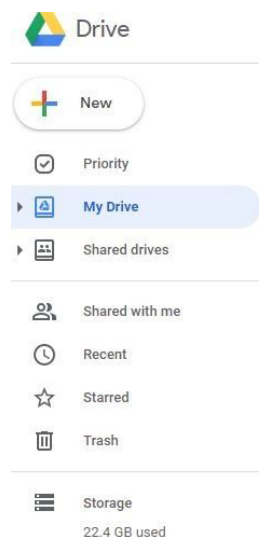 Drive
New
Priority
My Drive
Shared drives
Shared with me
Recent
Starred
Trash
Storage
22.4 GB used